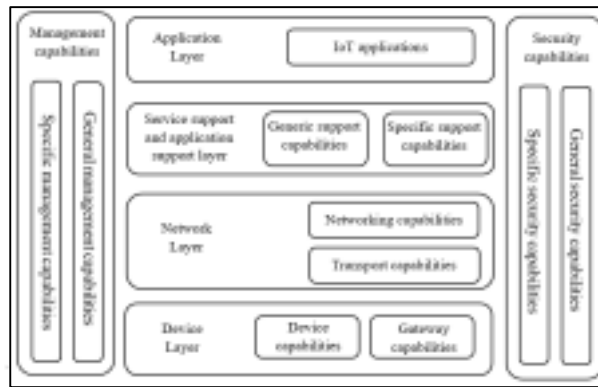 Management
capabilities
Specific management capabilities
General management capabilities
Application
Layer
IoT applications
Service support
and application
support layer
Generic support
capabilities
Specific support
capabilities
Network
Layer
Networking capabilities
Transport capabilities
Device
Layer
Device
capabilities
Gateway
capabilities
Security
capabilities
Specific security capabilities
General security capabilities